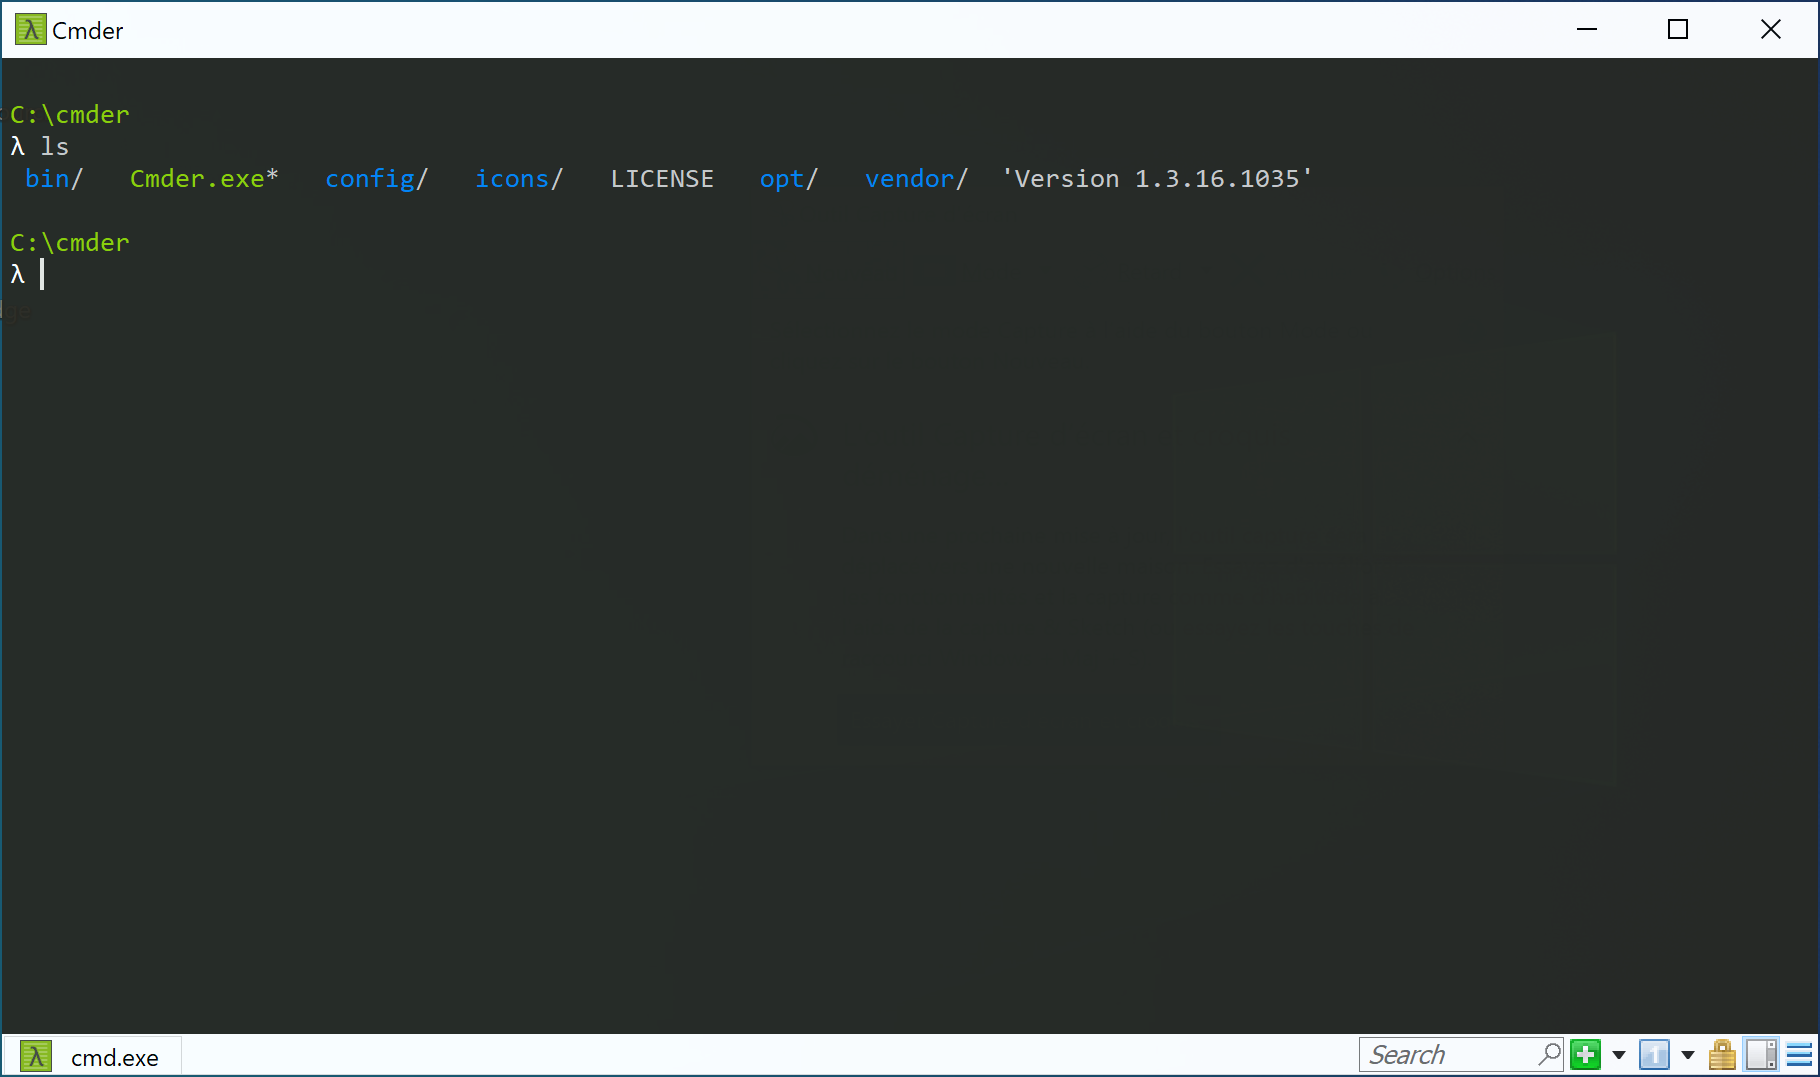 Cmder
C:\cmder
λ ls
bin/ Cmder.exe* config/ icons/ LICENSE opt/ vendor/ 'Version 1.3.16.1035'
C:\cmder
λ
λ cmd.exe
Search
1